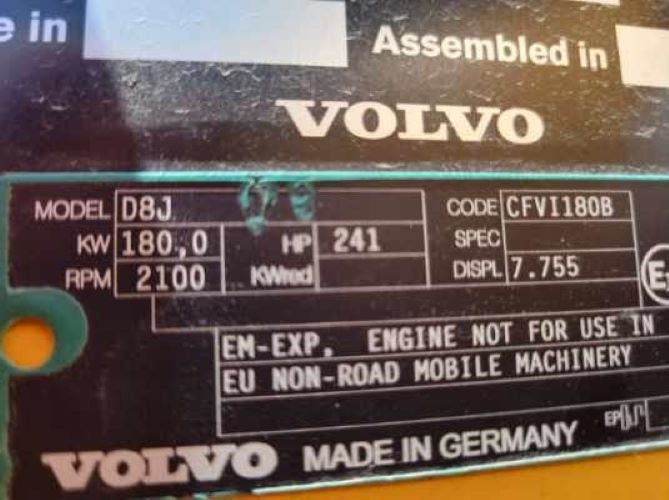 e in
Assembled in
VOLVO
MODEL D8J CODE CFVI180B
KW 180,0 HP 241 SPEC
RPM 2100 KWred DISPL 7.755
EM-EXP. ENGINE NOT FOR USE IN
EU NON-ROAD MOBILE MACHINERY
EP
VOLVO MADE IN GERMANY